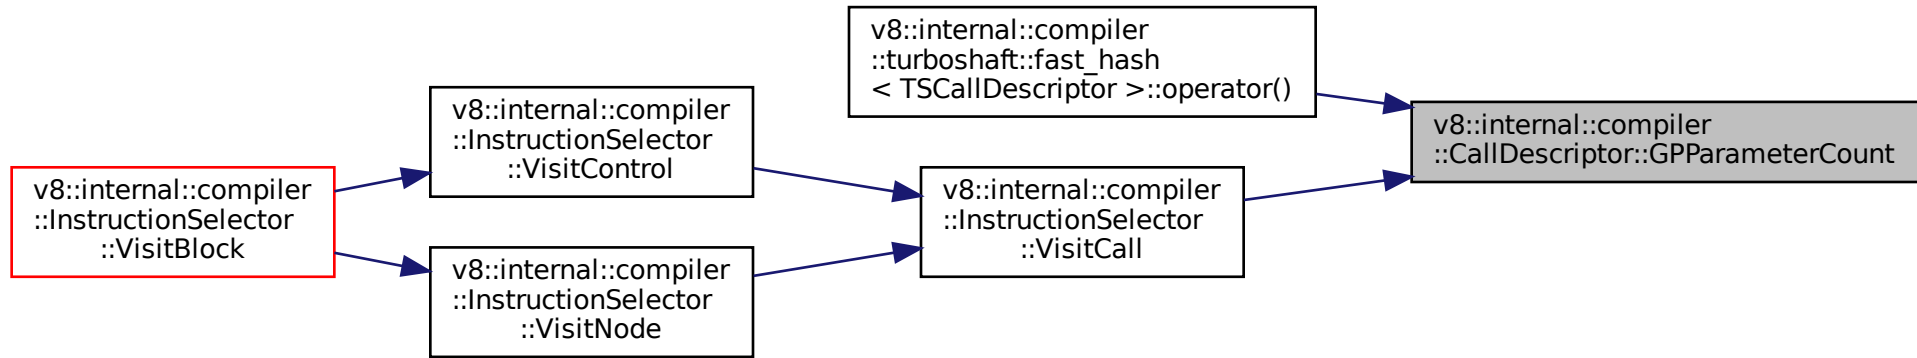 v8::internal::compiler
::turboshaft::fast_hash
< TSCallDescriptor >::operator()
v8::internal::compiler
::InstructionSelector
::VisitControl
v8::internal::compiler
::CallDescriptor::GPParameterCount
v8::internal::compiler
::InstructionSelector
::VisitBlock
v8::internal::compiler
::InstructionSelector
::VisitCall
v8::internal::compiler
::InstructionSelector
::VisitNode